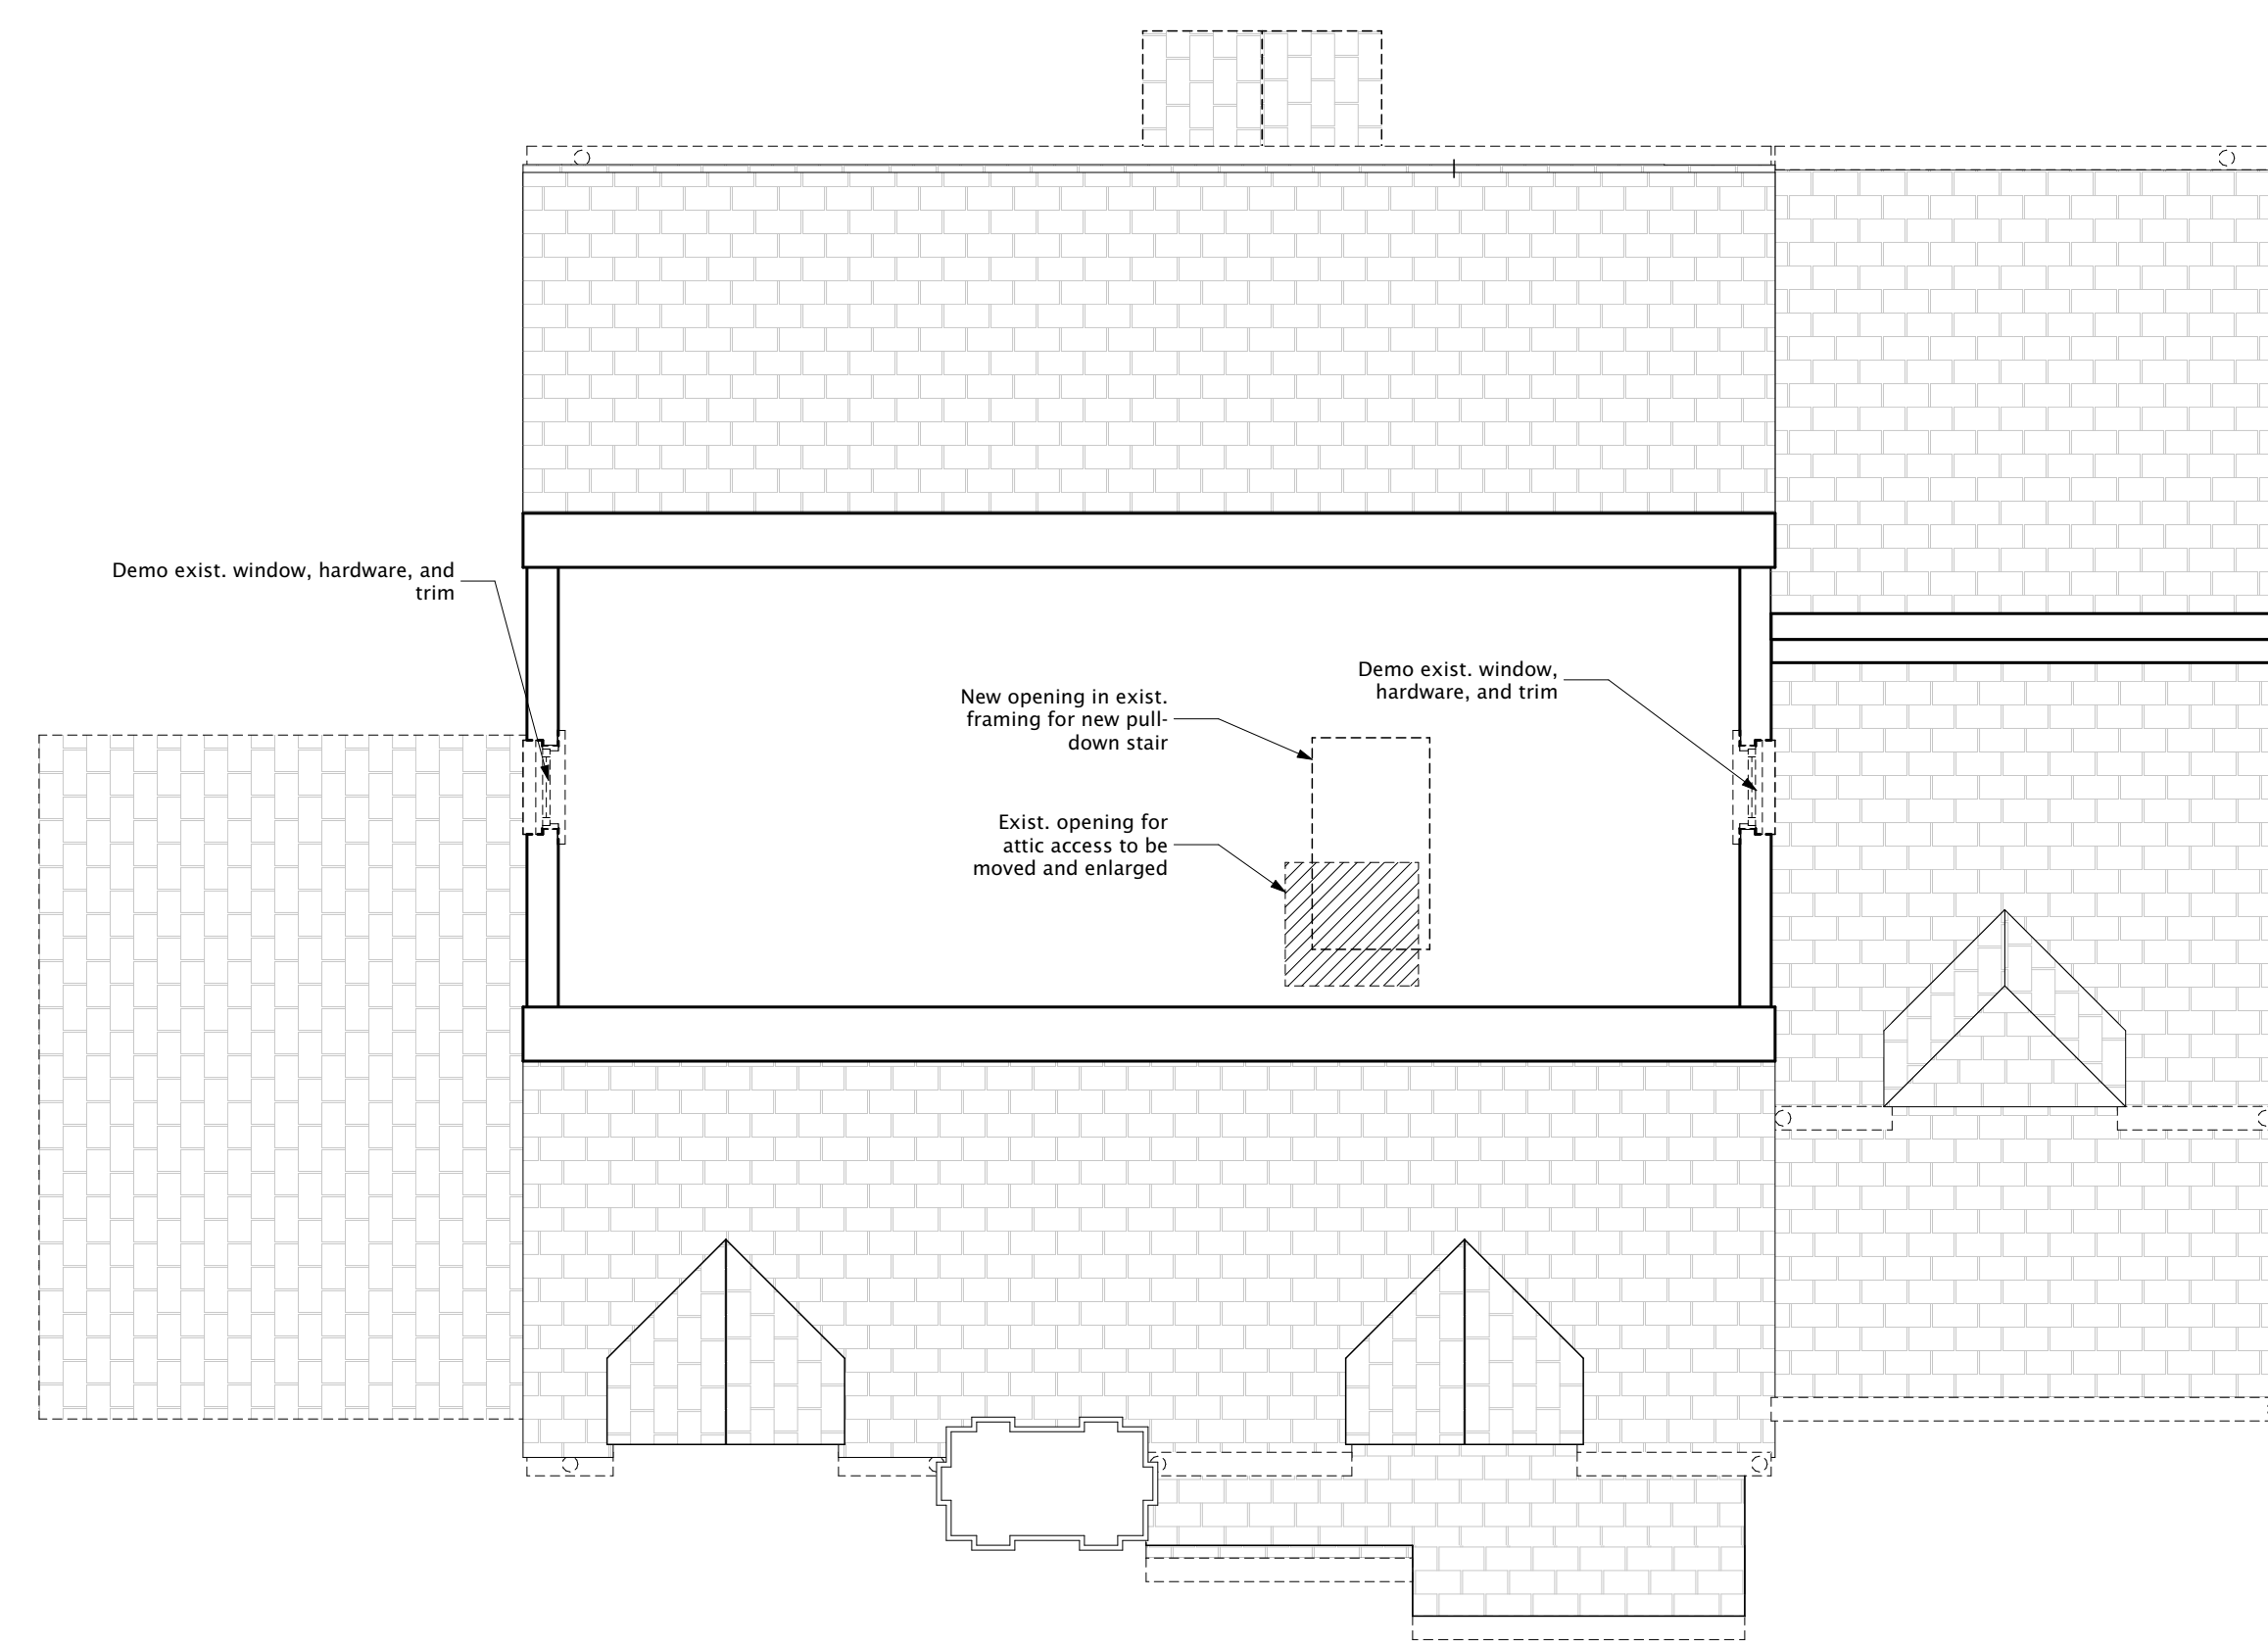 Demo exist. window, hardware, and
trim
Demo exist. window,
hardware, and trim
New opening in exist.
framing for new pull-
down stair
Exist. opening for
attic access to be
moved and enlarged